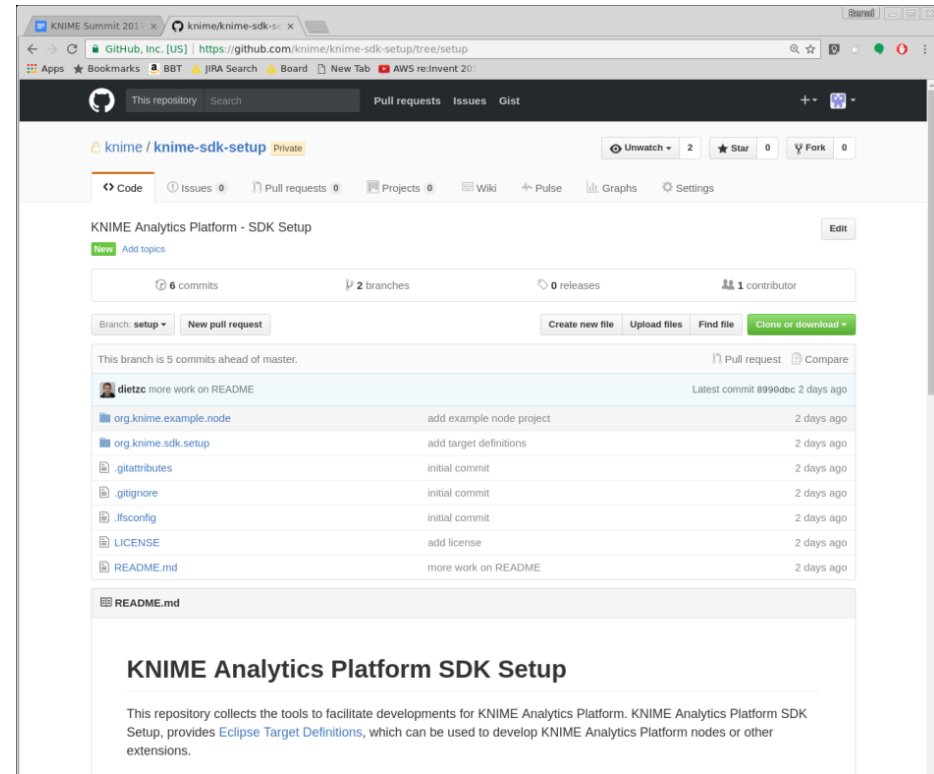 KNIME Summit 201
knime/knime-sdk-se
GitHub, Inc. [US] https://github.com/knime/knime-sdk-setup/tree/setup
Apps Bookmarks BBT JIRA Search Board New Tab AWS re:Invent 201
This repository Search Pull requests Issues Gist
knime / knime-sdk-setup Private Unwatch 2 Star 0 Fork 0
Code Issues 0 Pull requests 0 Projects 0 Wiki Pulse Graphs Settings
KNIME Analytics Platform - SDK Setup Edit
New Add topics
6 commits 2 branches 0 releases 1 contributor
Branch: setup New pull request Create new file Upload files Find file Clone or download
This branch is 5 commits ahead of master. Pull request Compare
dietzc more work on README Latest commit 8990dbc 2 days ago
org.knime.example.node add example node project 2 days ago
org.knime.sdk.setup add target definitions 2 days ago
.gitattributes initial commit 2 days ago
.gitignore initial commit 2 days ago
.lfsconfig initial commit 2 days ago
LICENSE add license 2 days ago
README.md more work on README 2 days ago
README.md
KNIME Analytics Platform SDK Setup
This repository collects the tools to facilitate developments for KNIME Analytics Platform. KNIME Analytics Platform SDK
Setup, provides Eclipse Target Definitions, which can be used to develop KNIME Analytics Platform nodes or other
extensions.